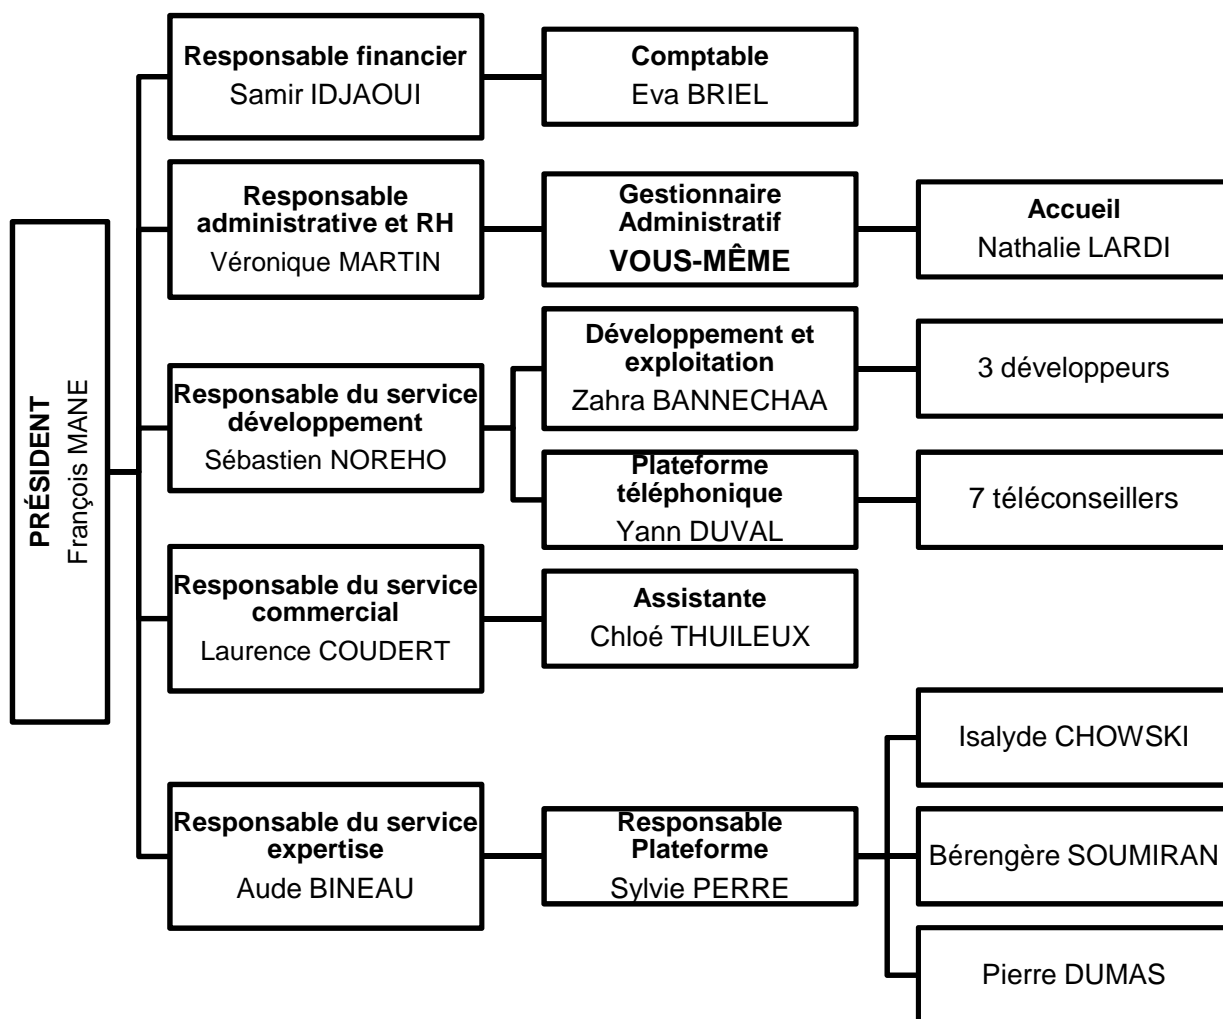 PRÉSIDENT
François MANE
Responsable financier
Samir IDJAOUI
Comptable
Eva BRIEL
Responsable
administrative et RH
Véronique MARTIN
Gestionnaire
Administratif
VOUS-MÊME
Accueil
Nathalie LARDI
Responsable du service
développement
Sébastien NOREHO
Développement et
exploitation
Zahra BANNECHAA
3 développeurs
Plateforme
téléphonique
Yann DUVAL
7 téléconseillers
Responsable du service
commercial
Laurence COUDERT
Assistante
Chloé THUILEUX
Responsable du service
expertise
Aude BINEAU
Responsable
Plateforme
Sylvie PERRE
Isalyde CHOWSKI
Bérengère SOUMIRAN
Pierre DUMAS